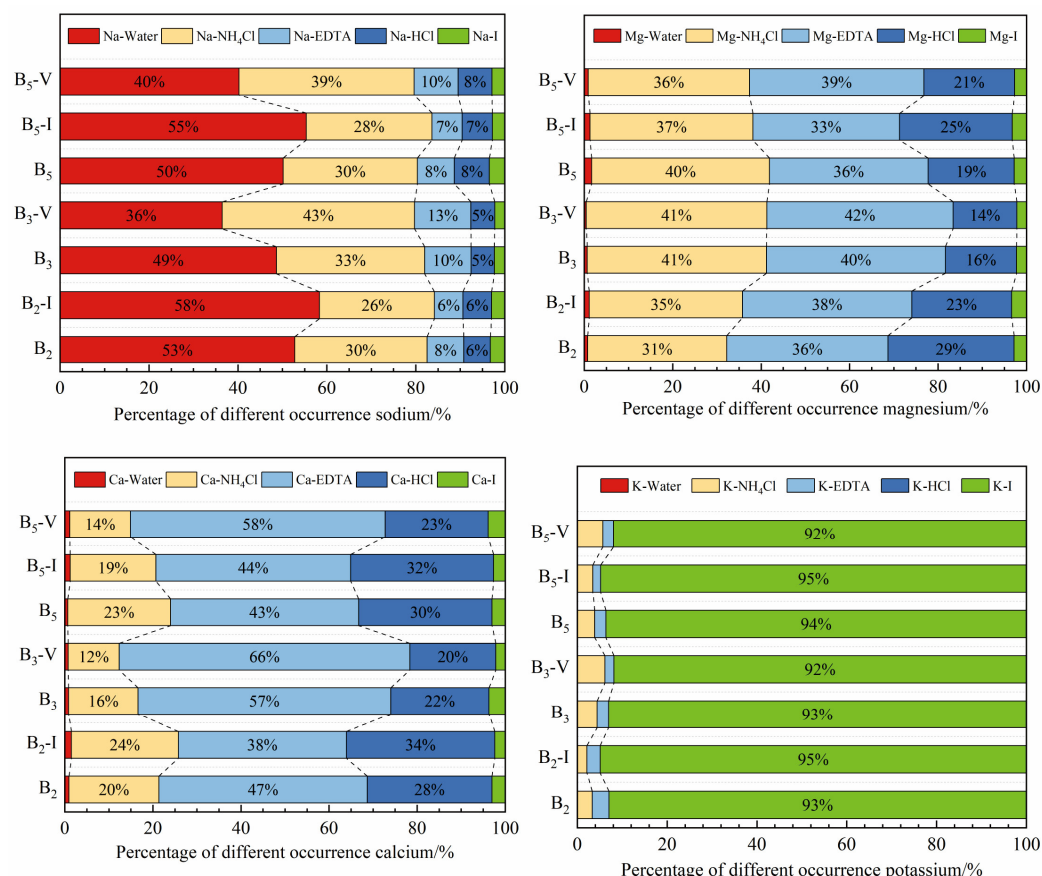 Na-Water Na-NH₄Cl Na-EDTA Na-HCl Na-I
B₅-V 40% 39% 10% 8%
B₅-I 55% 28% 7% 7%
B₅ 50% 30% 8% 8%
B₃-V 36% 43% 13% 5%
B₃ 49% 33% 10% 5%
B₂-I 58% 26% 6% 6%
B₂ 53% 30% 8% 6%
0 20 40 60 80 100
Percentage of different occurrence sodium/%
Mg-Water Mg-NH₄Cl Mg-EDTA Mg-HCl Mg-I
B₅-V 36% 39% 21%
B₅-I 37% 33% 25%
B₅ 40% 36% 19%
B₃-V 41% 42% 14%
B₃ 41% 40% 16%
B₂-I 35% 38% 23%
B₂ 31% 36% 29%
0 20 40 60 80 100
Percentage of different occurrence magnesium/%
Ca-Water Ca-NH₄Cl Ca-EDTA Ca-HCl Ca-I
B₅-V 14% 58% 23%
B₅-I 19% 44% 32%
B₅ 23% 43% 30%
B₃-V 12% 66% 20%
B₃ 16% 57% 22%
B₂-I 24% 38% 34%
B₂ 20% 47% 28%
0 20 40 60 80 100
Percentage of different occurrence calcium/%
K-Water K-NH₄Cl K-EDTA K-HCl K-I
B₅-V 92%
B₅-I 95%
B₅ 94%
B₃-V 92%
B₃ 93%
B₂-I 95%
B₂ 93%
0 20 40 60 80 100
Percentage of different occurrence potassium/%